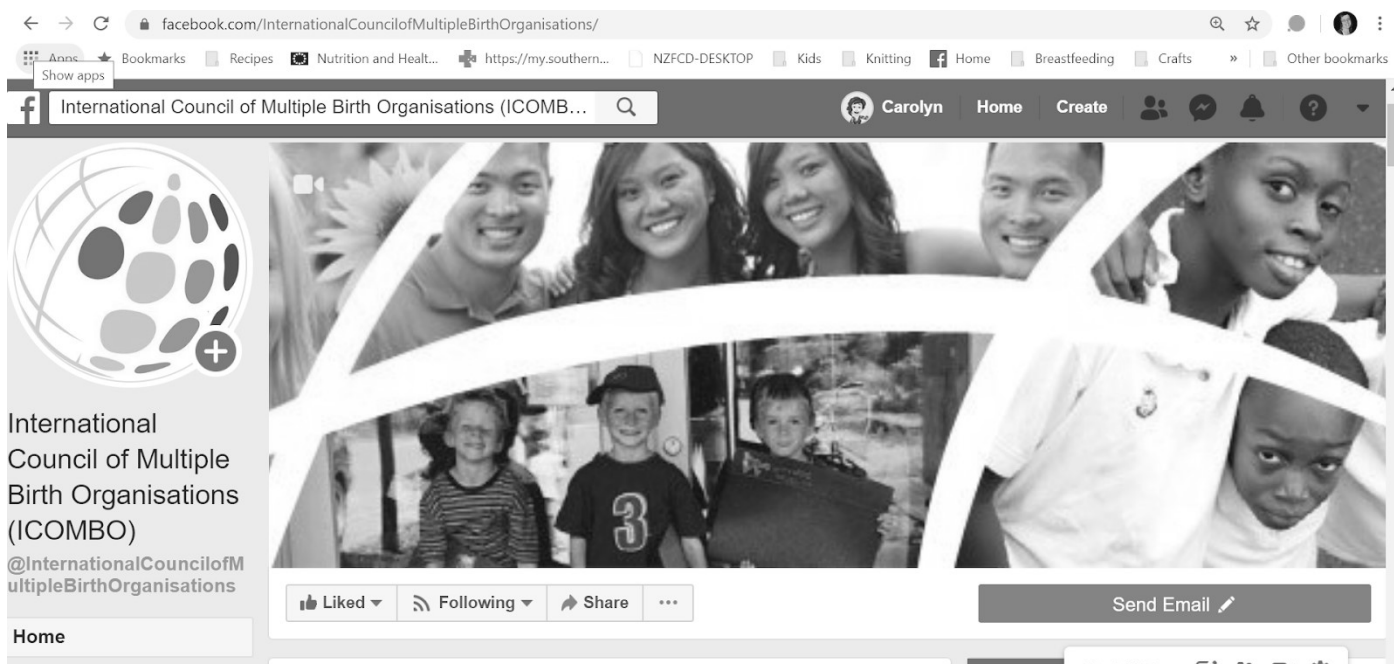 facebook.com/InternationalCouncilofMultipleBirthOrganisations/
Apps Bookmarks Recipes Nutrition and Healt... https://my.southern... NZFCD-DESKTOP Kids Knitting Home Breastfeeding Crafts » Other bookmarks
Show apps
International Council of Multiple Birth Organisations (ICOMB... Carolyn Home Create
3
International
Council of Multiple
Birth Organisations
(ICOMBO)
@InternationalCouncilofM
ultipleBirthOrganisations
Liked Following Share ... Send Email
Home